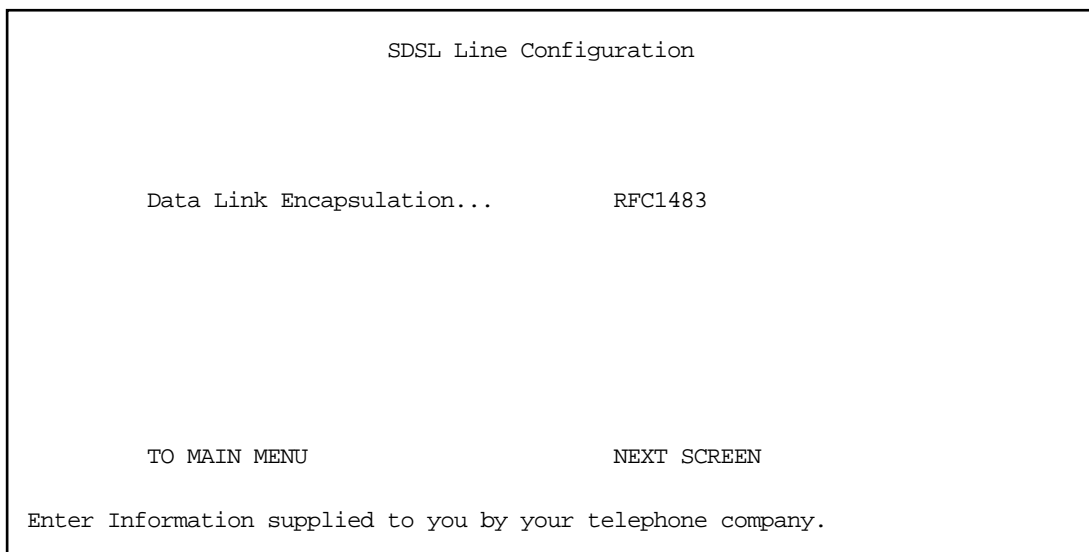 SDSL Line Configuration
Data Link Encapsulation... RFC1483
TO MAIN MENU NEXT SCREEN
Enter Information supplied to you by your telephone company.